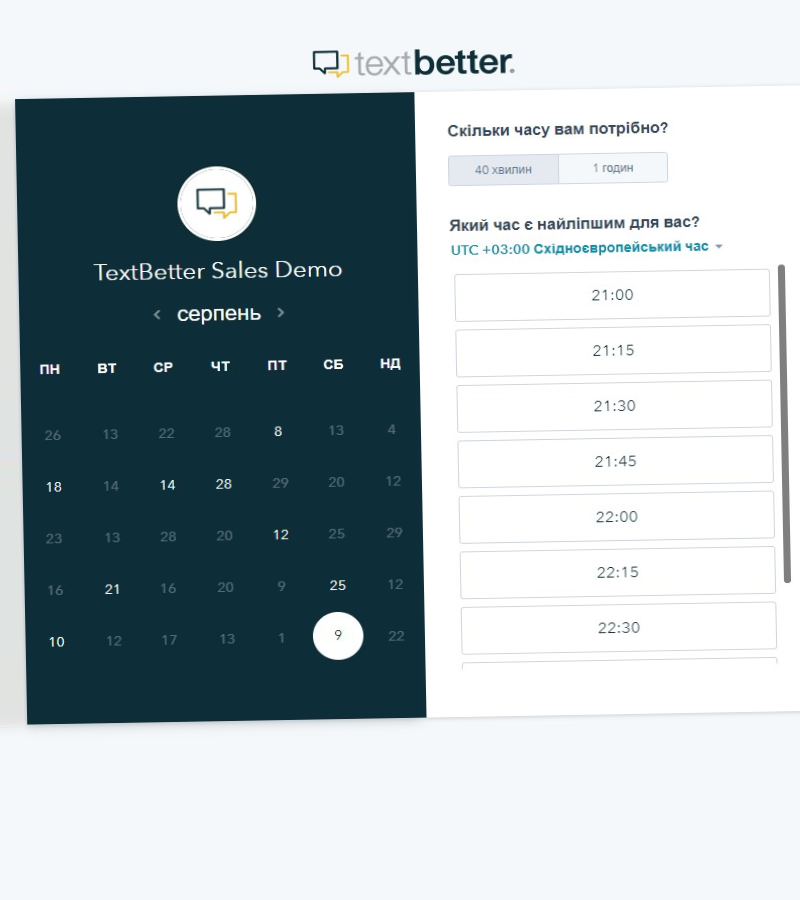 textbetter.
TextBetter Sales Demo
серпень
ПН ВТ СР ЧТ ПТ СБ НД
26 13 22 28 8 13 4
18 14 14 28 29 20 12
23 13 28 20 12 25 29
16 21 16 20 9 25 12
10 12 17 13 1 9 22
Скільки часу вам потрібно?
40 хвилин 1 годин
Який час є найліпшим для вас?
UTC +03:00 Східноєвропейський час
21:00
21:15
21:30
21:45
22:00
22:15
22:30